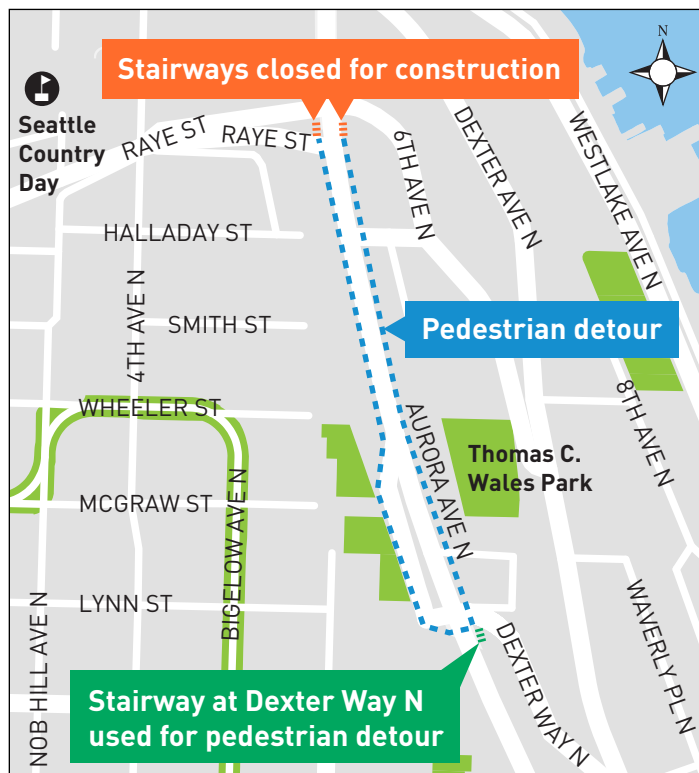 N
Stairways closed for construction
Seattle
Country
Day
RAYE ST
RAYE ST
6TH AVE N
DEXTER AVE N
WESTLAKE AVE N
HALLADAY ST
4TH AVE N
SMITH ST
Pedestrian detour
WHEELER ST
AURORA AVE N
8TH AVE N
Thomas C.
Wales Park
MCGRAW ST
BIGELOW AVE N
LYNN ST
NOB HILL AVE N
WAVERLY PL N
DEXTER WAY N
Stairway at Dexter Way N
used for pedestrian detour